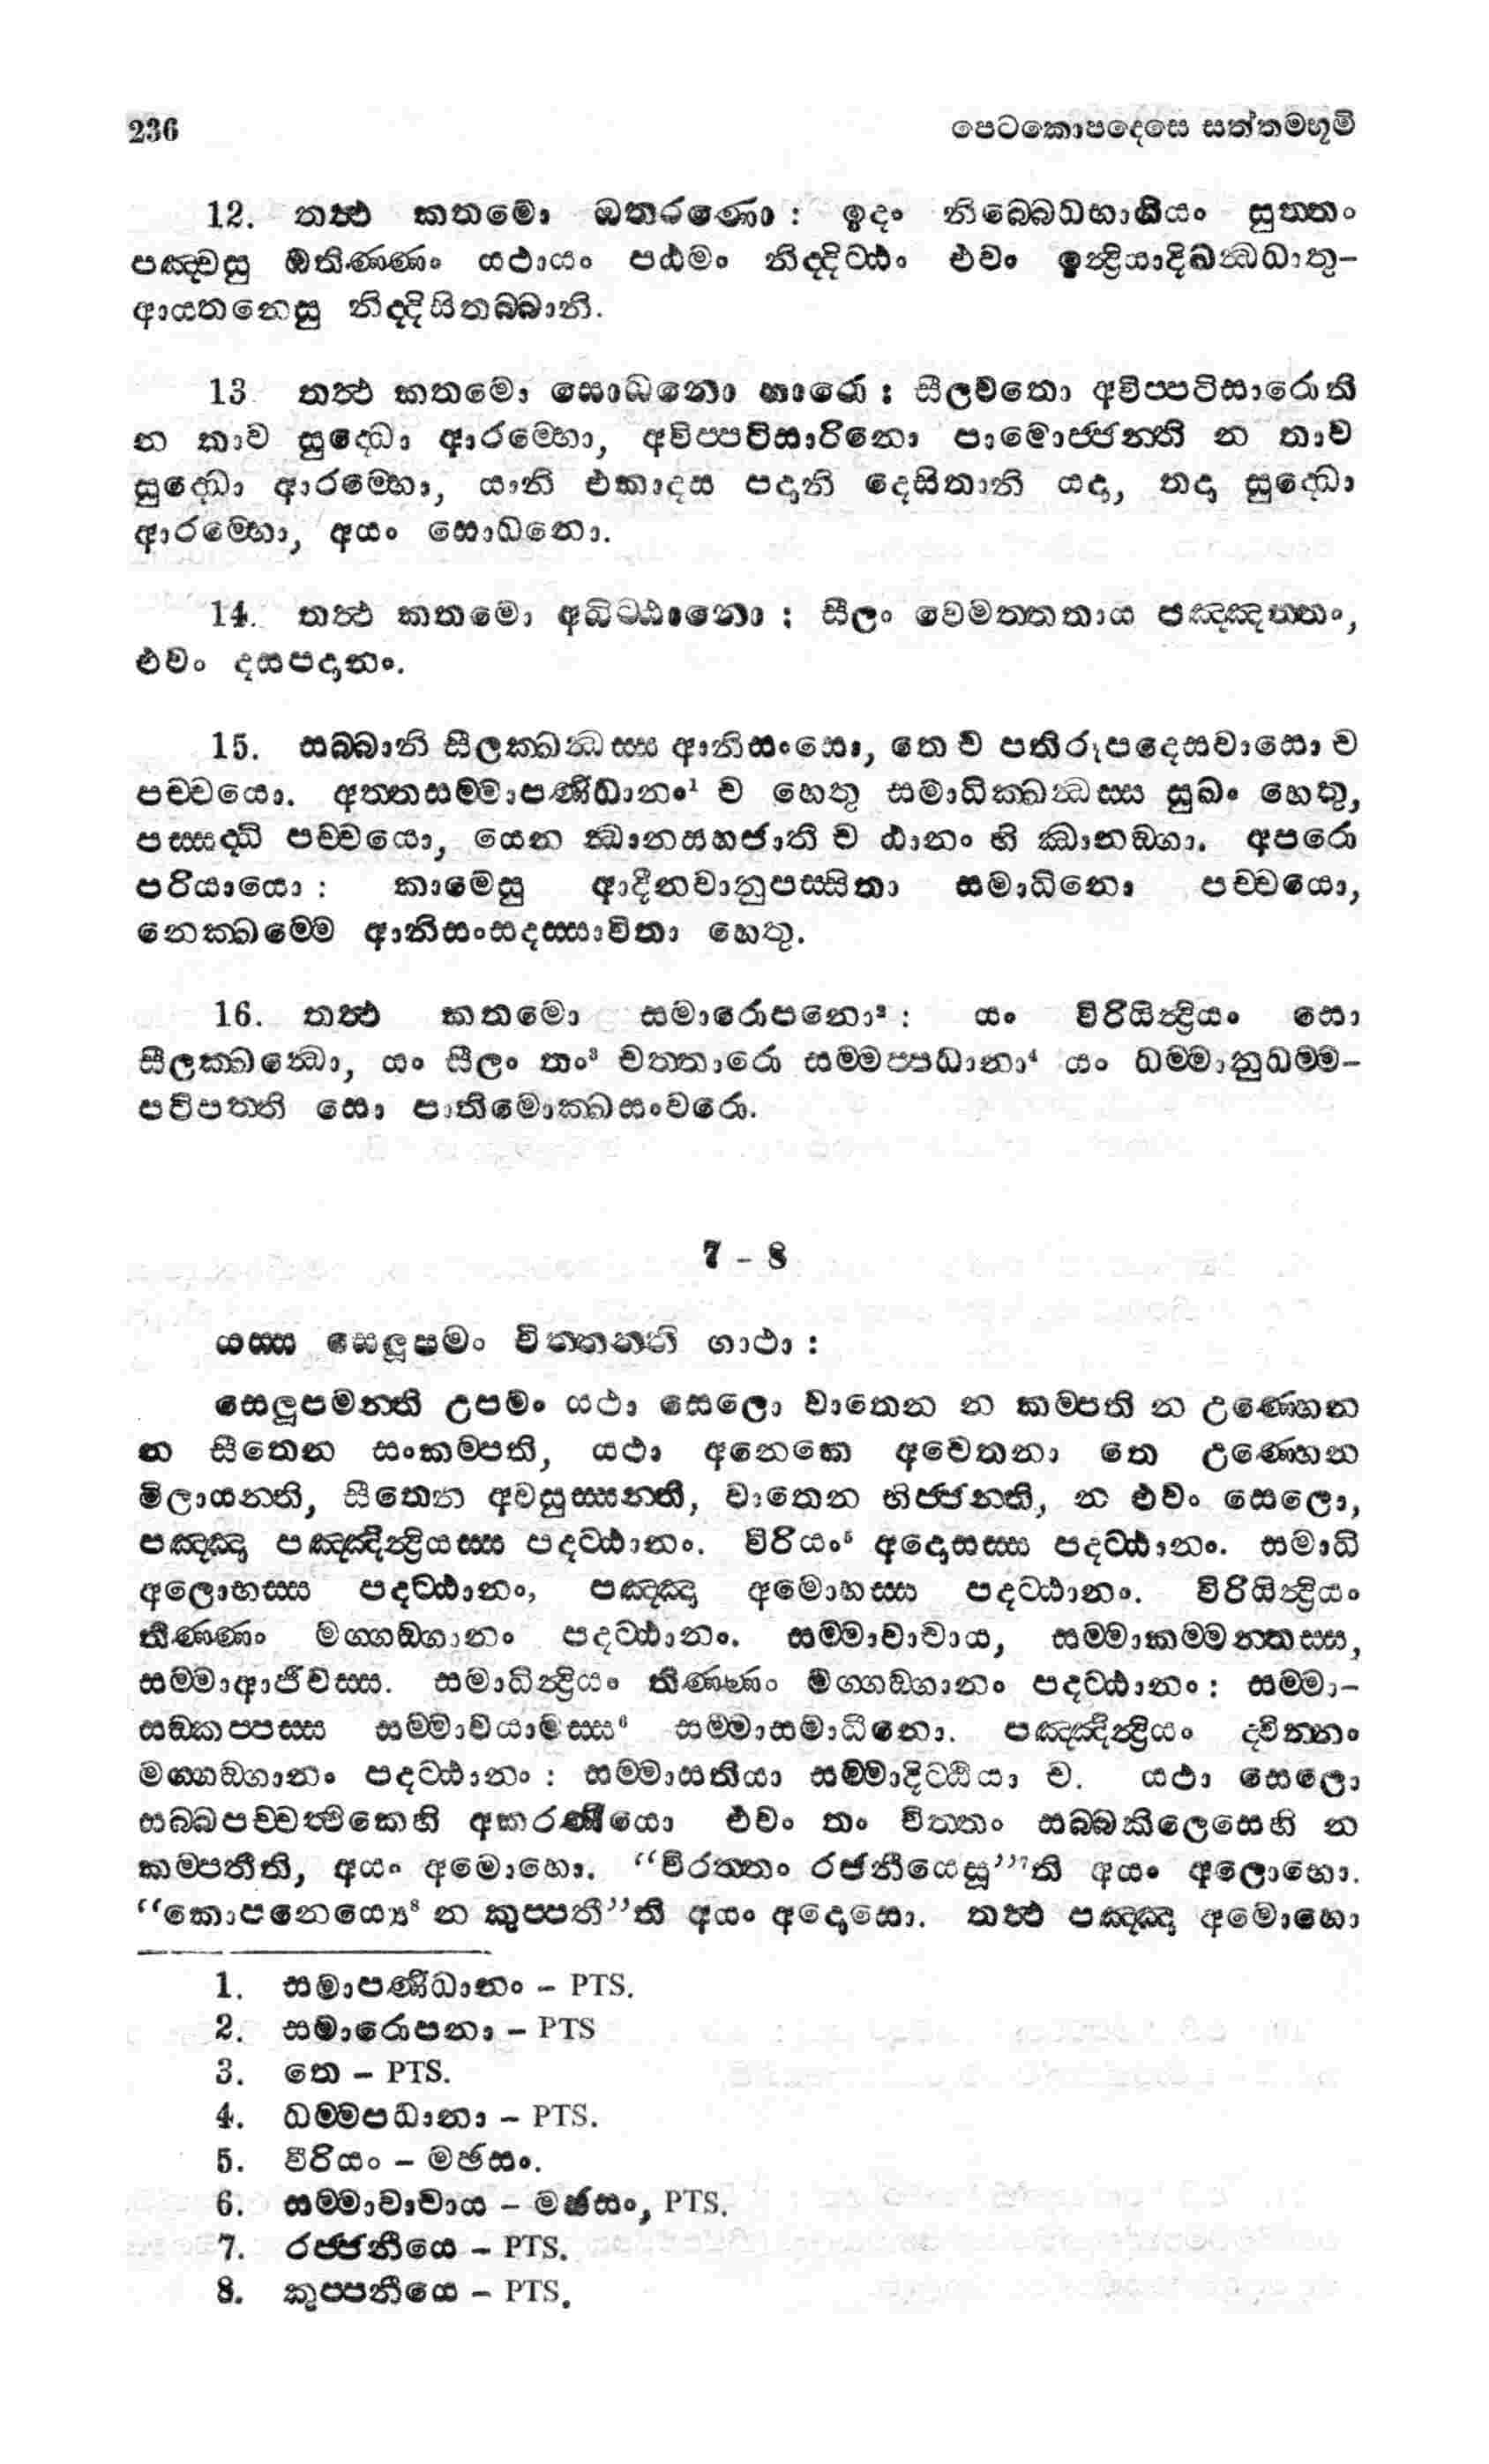 236 පෙටකොපදෙසෙ සත්තමභූමි
12. තත්‍ථ කතමො ඔතරණො : ඉදං නිබ්බෙධභාගියං සුත්තං
පඤ්චසු ඔතිණ්ණං යථායං පඨමං නිද්දිට්ඨං එවං ඉන්‍ද්‍රියාදිඛන්‍ධධාතු-
ආයතනෙසු නිද්දිසිතබ්බානි.
13 තත්‍ථ කතමො සොධනො හාරො : සීලවතො අවිප්පටිසාරොති
න තාව සුද්ධො ආරම්භො, අවිප්පටිසාරිනො පාමොජ්ජන්ති න තාව
සුද්ධො ආරම්භො, යානි එකාදස පදානි දෙසිතානි යදා, තදා සුද්ධො
ආරම්භො, අයං සොධනො.
14. තත්‍ථ කතමො අධිට්ඨානො : සීලං වෙමත්තතාය පඤ්ඤත්තං,
එවං දසපදානං.
15. සබ්බානි සීලක්ඛන්‍ධස්ස ආනිසංසො, තෙ ච පතිරූපදෙසවාසො ච
පච්චයො. අත්තසම්මාපණිධානං¹ ච හෙතු සමාධික්ඛන්‍ධස්ස සුඛං හෙතු,
පස්සද්ධි පච්චයො, යෙන ඣානසහජාති ච ඨානං හි ඣානඞ්ගා. අපරො
පරියායො : කාමෙසු ආදීනවානුපස්සිතා සමාධිනො පච්චයො,
නෙක්ඛම්මෙ ආනිසංසදස්සාවිතා හෙතු.
16. තත්‍ථ කතමො සමාරොපනො² : යං විරියින්‍ද්‍රියං සො
සීලක්ඛන්‍ධො, යං සීලං තං³ චත්තාරො සම්මප්පධානා⁴ යං ධම්මානුධම්ම-
පටිපත්ති සො පාතිමොක්ඛසංවරො.
7 - 8
යස්ස සෙලූපමං චිත්තන්ති ගාථා :
සෙලූපමන්ති උපමං යථා සෙලො වාතෙන න කම්පති න උණ්හෙන
න සීතෙන සංකම්පති, යථා අනෙකෙ අචෙතනා තෙ උණ්හෙන
මිලායන්ති, සීතෙන අවසුස්සන්ති, වාතෙන භිජ්ජන්ති, න එවං සෙලො,
පඤ්ඤා පඤ්ඤින්‍ද්‍රියස්ස පදට්ඨානං. විරියං⁵ අදොසස්ස පදට්ඨානං. සමාධි
අලොභස්ස පදට්ඨානං, පඤ්ඤා අමොහස්ස පදට්ඨානං. විරියින්‍ද්‍රියං
තිණ්ණං මග්ගඞ්ගානං පදට්ඨානං. සම්මාවාචාය, සම්මාකම්මන්තස්ස,
සම්මාආජීවස්ස. සමාධින්‍ද්‍රියං තිණ්ණං මග්ගඞ්ගානං පදට්ඨානං : සම්මා-
සඞ්කප්පස්ස සම්මාවයාමස්ස⁶ සම්මාසමාධිනො. පඤ්ඤින්‍ද්‍රියං ද්වින්නං
මග්ගඞ්ගානං පදට්ඨානං : සම්මාසතියා සම්මාදිට්ඨියා ච. යථා සෙලො
සබ්බපච්චත්‍ථිකෙහි අකරණීයො එවං තං චිත්තං සබ්බකිලෙසෙහි න
කම්පතීති, අයං අමොහො. “විරත්තං රජනීයෙසූ”⁷ති අයං අලොභො.
“කොපනෙය්‍යෙ⁸ න කුප්පතී”ති අයං අදොසො. තත්‍ථ පඤ්ඤා අමොහො
1. සමාපණිධානං – PTS.
2. සමාරොපනා – PTS
3. තෙ – PTS.
4. ධම්මපධානා – PTS.
5. වීරියං – මඡසං.
6. සම්මාවාචාය – මඡසං, PTS.
7. රජ්ජනීයෙ – PTS.
8. කුප්පනීයෙ – PTS.